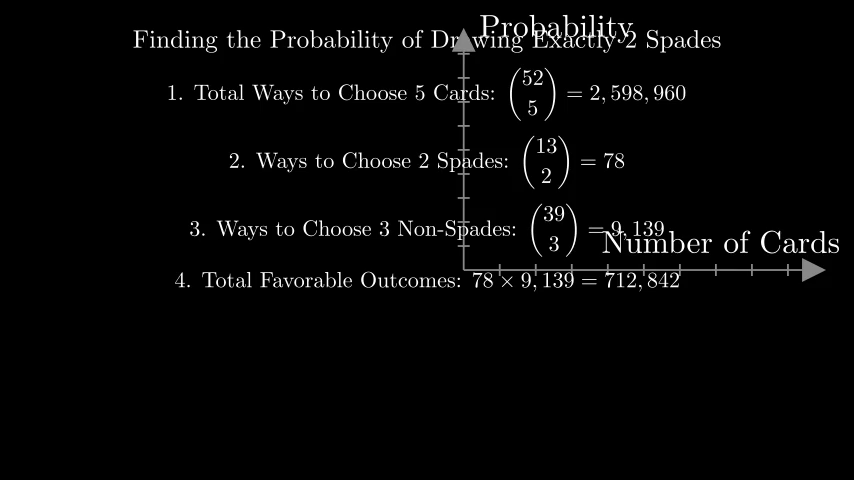 Probability
Finding the Probability of Drawing Exactly 2 Spades
1. Total Ways to Choose 5 Cards: $\binom{52}{5} = 2,598,960$
2. Ways to Choose 2 Spades: $\binom{13}{2} = 78$
3. Ways to Choose 3 Non-Spades: $\binom{39}{3} = 9,139$
Number of Cards
4. Total Favorable Outcomes: $78 \times 9,139 = 712,842$